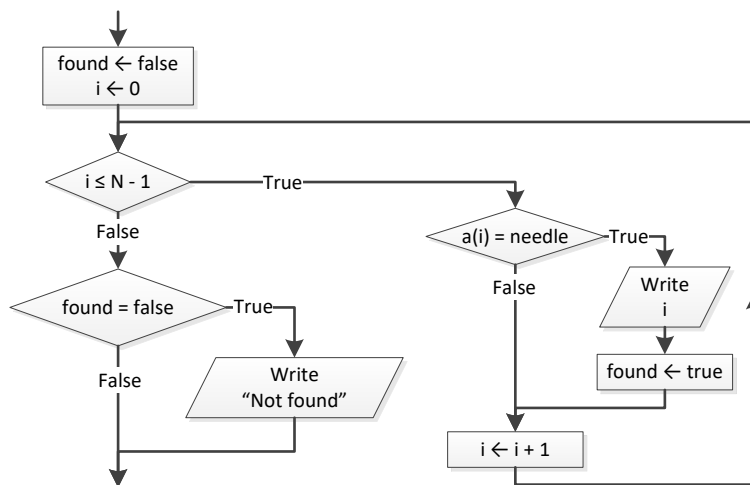 found ← false
i ← 0
i ≤ N - 1
True
False
a(i) = needle
True
False
Write
i
found = false
True
False
Write
“Not found”
found ← true
i ← i + 1